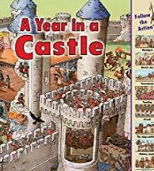 A Year in a
Castle
Follow
the
Action!